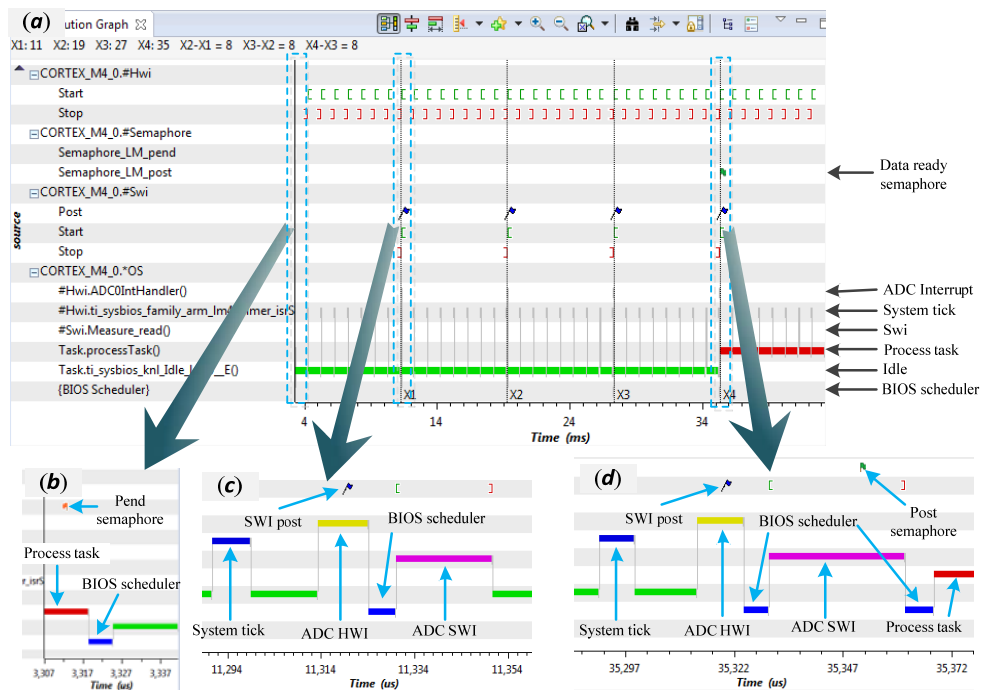 (a)
ution Graph
X1: 11 X2: 19 X3: 27 X4: 35 X2-X1 = 8 X3-X2 = 8 X4-X3 = 8
CORTEX_M4_0.#Hwi
Start
Stop
CORTEX_M4_0.#Semaphore
Semaphore_LM_pend
Semaphore_LM_post
CORTEX_M4_0.#Swi
Post
Start
Stop
CORTEX_M4_0.*OS
#Hwi.ADC0IntHandler()
#Hwi.ti_sysbios_family_arm_lm mer_isrS
#Swi.Measure_read()
Task.processTask()
Task.ti_sysbios_knl_Idle_l E()
{BIOS Scheduler}
source
X1 X2 X3 X4
4 14 24 34
Time (ms)
Data ready
semaphore
ADC Interrupt
System tick
Swi
Process task
Idle
BIOS scheduler
(b)
Pend
semaphore
Process task
BIOS scheduler
r_isrS
3,307 3,317 3,327 3,337
Time (us)
(c)
SWI post
BIOS scheduler
System tick
ADC HWI
ADC SWI
11,294 11,314 11,334 11,354
Time (us)
(d)
SWI post
BIOS scheduler
Post
semaphore
System tick
ADC HWI
ADC SWI
Process task
35,297 35,322 35,347 35,372
Time (us)